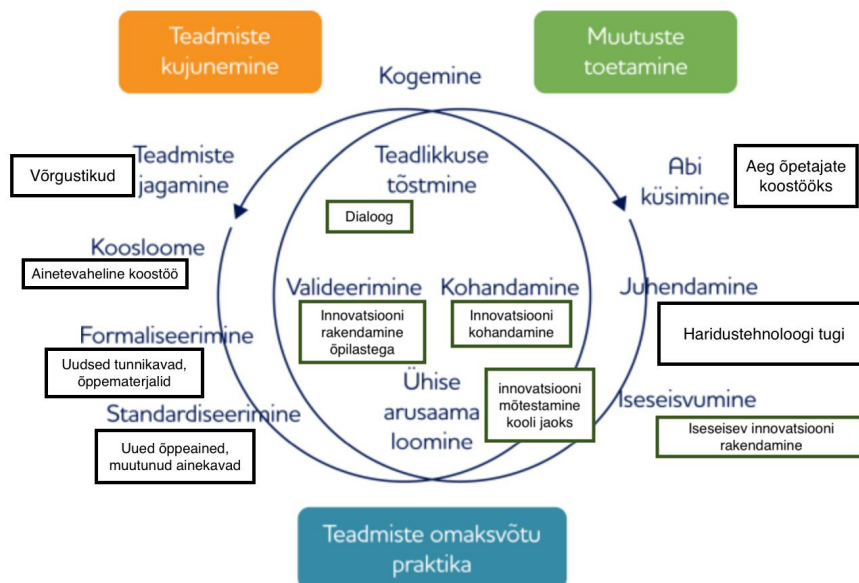 Teadmiste
kujunemine
Muutuste
toetamine
Kogemine
Võrgustikud
Teadmiste
jagamine
Teadlikkuse
tõstmine
Abi
küsimine
Aeg õpetajate
koostööks
Dialoog
Koosloome
Ainetevaheline koostöö
Valideerimine
Innovatsiooni
rakendamine
õpilastega
Kohandamine
Innovatsiooni
kohandamine
Juhendamine
Haridustehnoloogi tugi
Formaliseerimine
Uudsed tunnikavad,
õppematerjalid
Ühise
arusaama
loomine
innovatsiooni
mõtestamine
kooli jaoks
Iseseisvumine
Iseseisev innovatsiooni
rakendamine
Standardiseerimine
Uued õppeained,
muutunud ainekavad
Teadmiste omaksvõtu
praktika